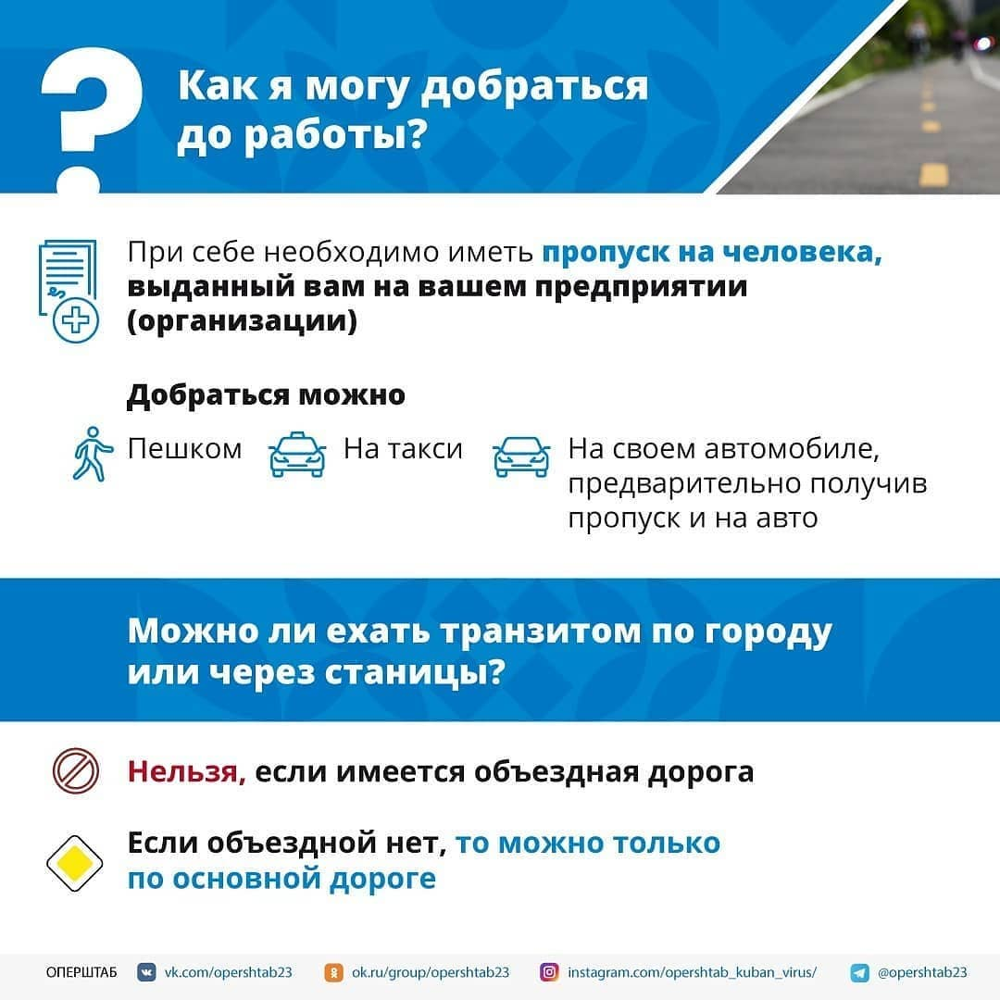 ?
Как я могу добраться
до работы?
При себе необходимо иметь пропуск на человека,
выданный вам на вашем предприятии
(организации)
Добраться можно
Пешком
На такси
На своем автомобиле,
предварительно получив
пропуск и на авто
Можно ли ехать транзитом по городу
или через станицы?
Нельзя, если имеется объездная дорога
Если объездной нет, то можно только
по основной дороге
ОПЕРШТАБ vk.com/opershtab23 ok.ru/group/opershtab23 instagram.com/opershtab_kuban_virus/ @opershtab23